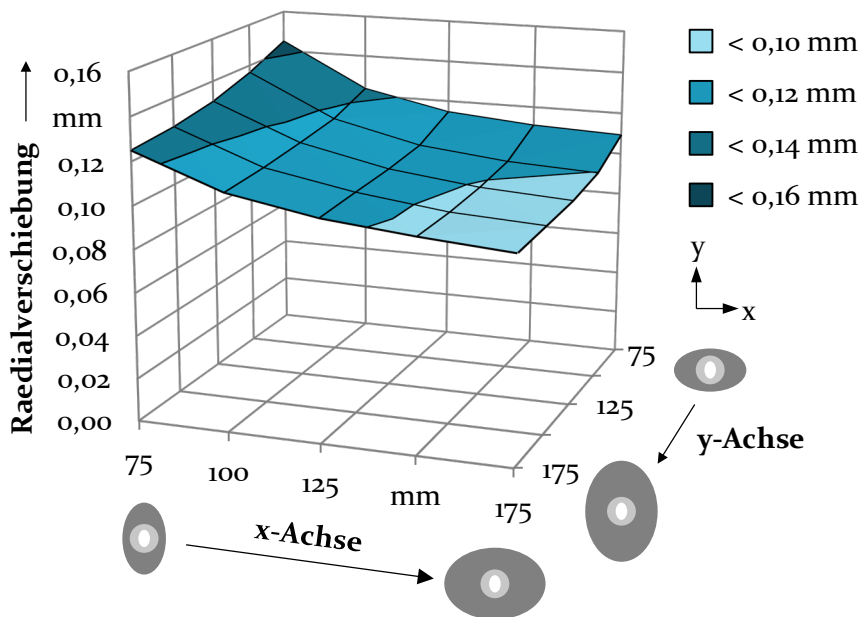 Raedialverschiebung
0,16
mm
0,12
0,10
0,08
0,06
0,04
0,02
0,00
< 0,10 mm
< 0,12 mm
< 0,14 mm
< 0,16 mm
y
x
75
125
175
y-Achse
75
100
125
mm
175
x-Achse